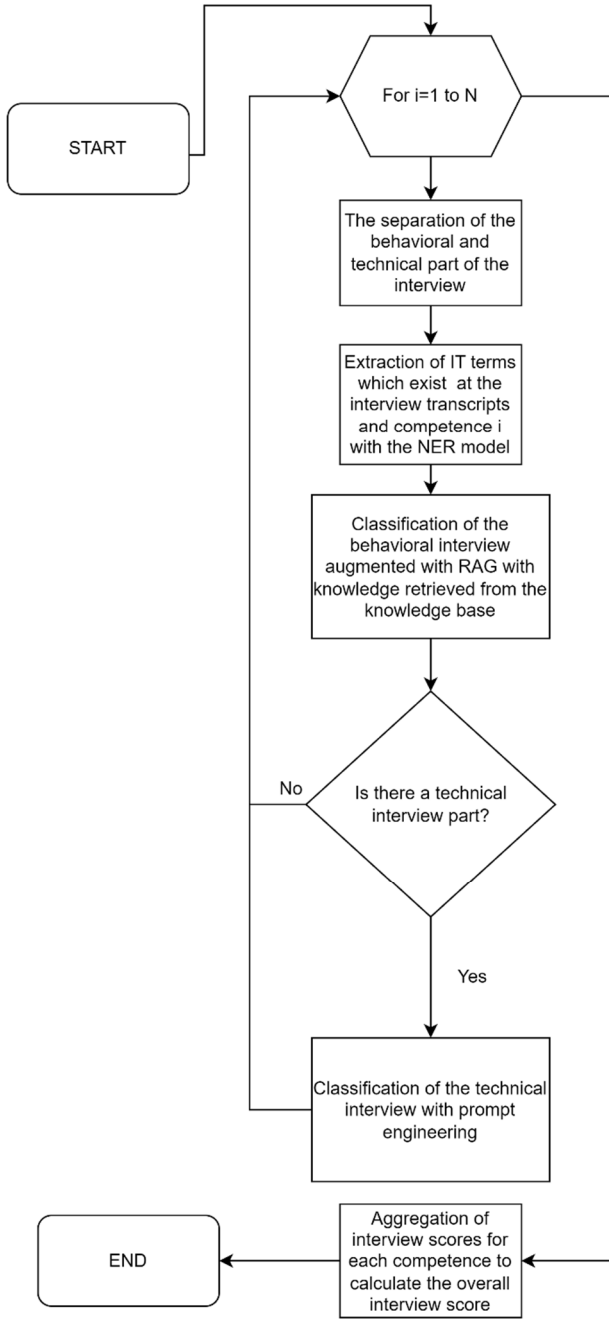 For i=1 to N
START
The separation of the
behavioral and
technical part of the
interview
Extraction of IT terms
which exist at the
interview transcripts
and competence i
with the NER model
Classification of the
behavioral interview
augmented with RAG with
knowledge retrieved from the
knowledge base
No
Is there a technical
interview part?
Yes
Classification of the technical
interview with prompt
engineering
Aggregation of
interview scores for
each competence to
calculate the overall
interview score
END